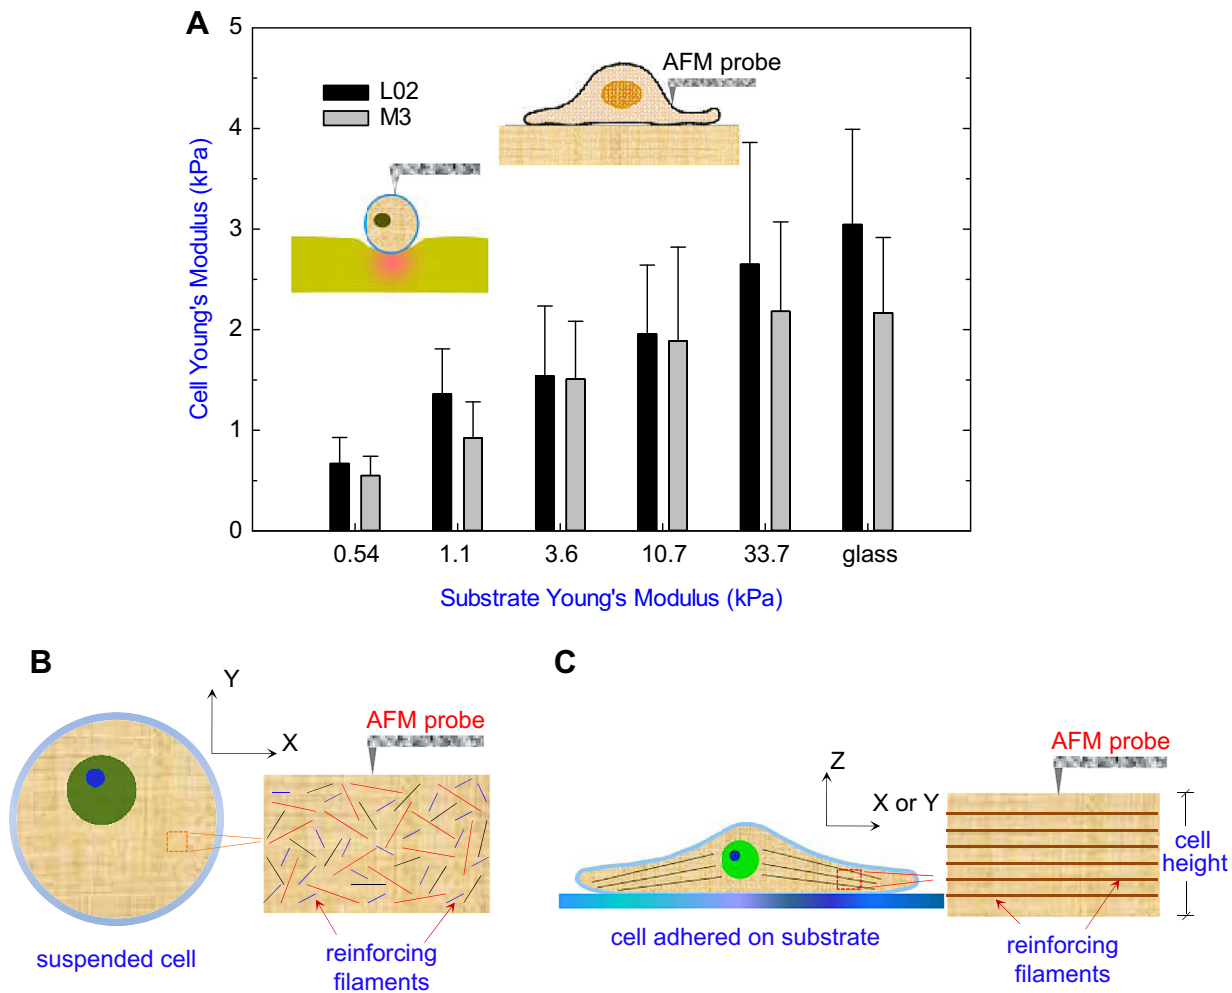 A
5
4
3
2
1
0
Cell Young's Modulus (kPa)
L02
M3
AFM probe
0.54 1.1 3.6 10.7 33.7 glass
Substrate Young's Modulus (kPa)
B
Y
X
AFM probe
suspended cell
reinforcing
filaments
C
Z
X or Y
AFM probe
cell
height
cell adhered on substrate
reinforcing
filaments